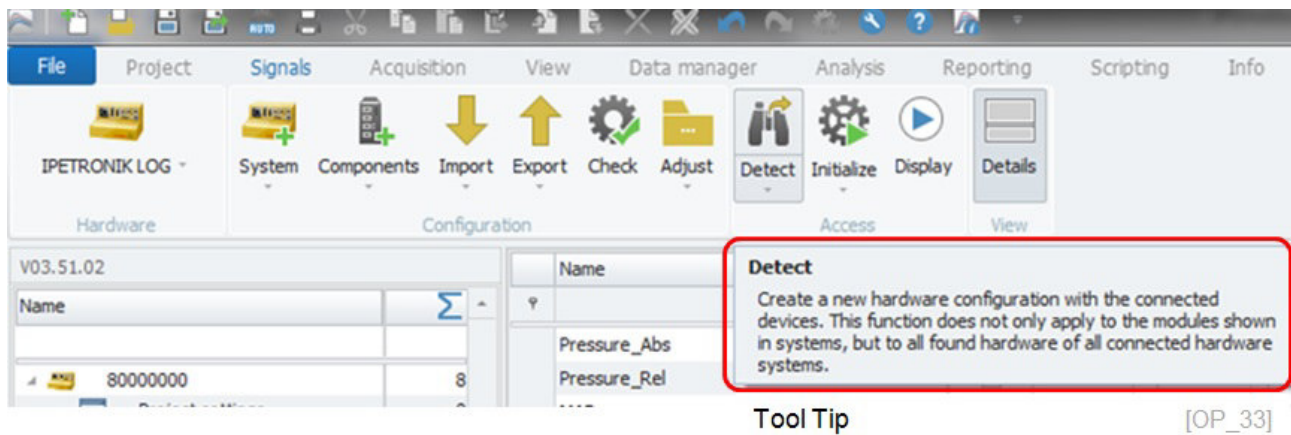 AUTO
File Project Signals Acquisition View Data manager Analysis Reporting Scripting Info
IPETRONIK LOG System Components Import Export Check Adjust Detect Initialize Display Details
Hardware Configuration Access View
V03.51.02
Name Σ
Name
Detect
Create a new hardware configuration with the connected
devices. This function does not only apply to the modules shown
in systems, but to all found hardware of all connected hardware
systems.
Pressure_Abs
80000000 8
Pressure_Rel
Tool Tip [OP_33]